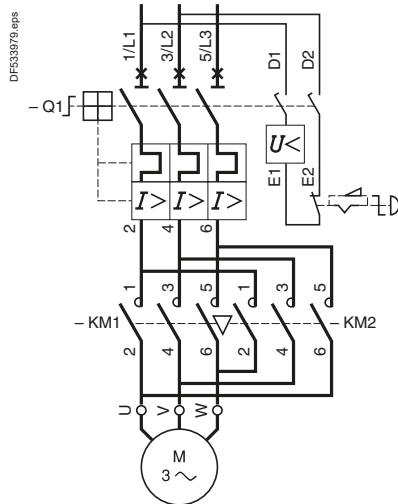 DF533979.eps
1/L1 3/L2 5/L3 D1 D2
– Q1
U<
E1 E2
I> I> I>
2 4 6
1 3 5 1 3 5
– KM1 – KM2
2 4 6 2 4 6
U V W
M
3 ~